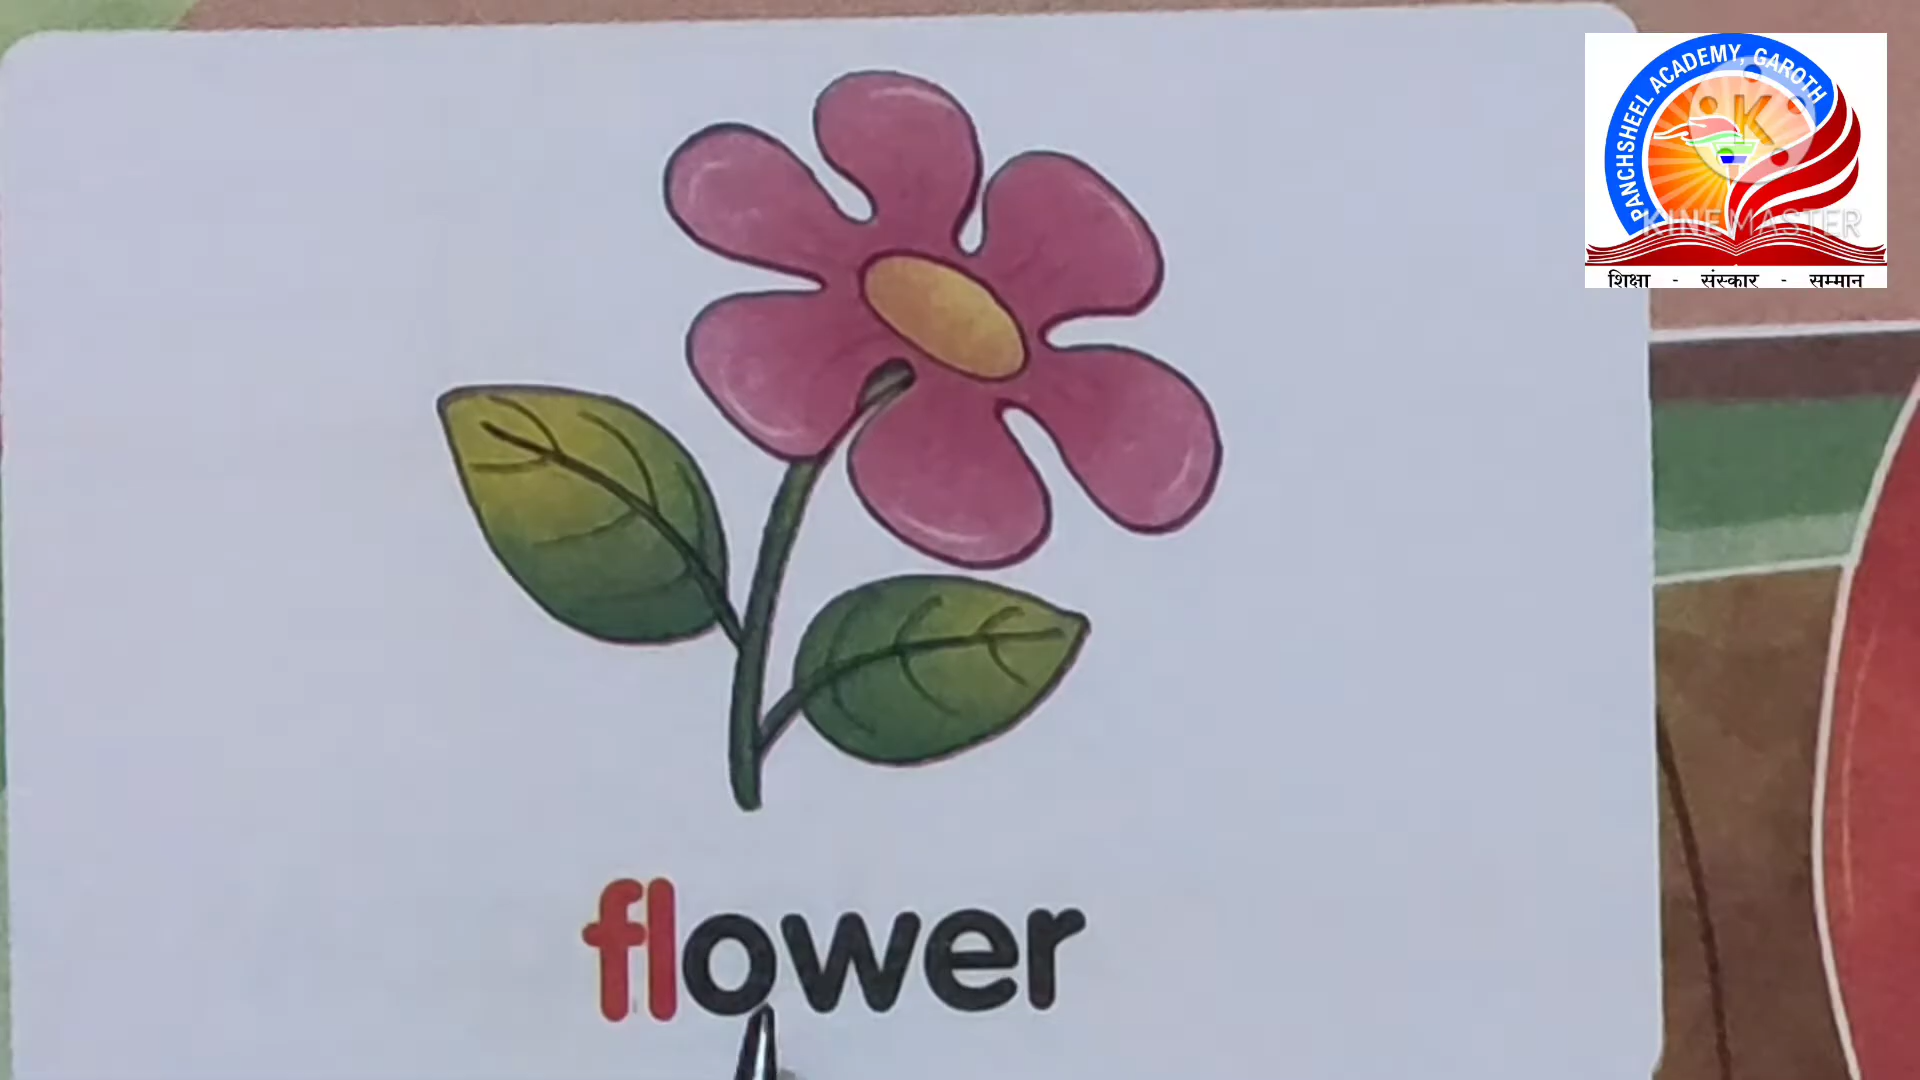 PANCHSHEEL ACADEMY, GAROTH
K
KINEMASTER
शिक्षा - संस्कार - सम्मान
flower